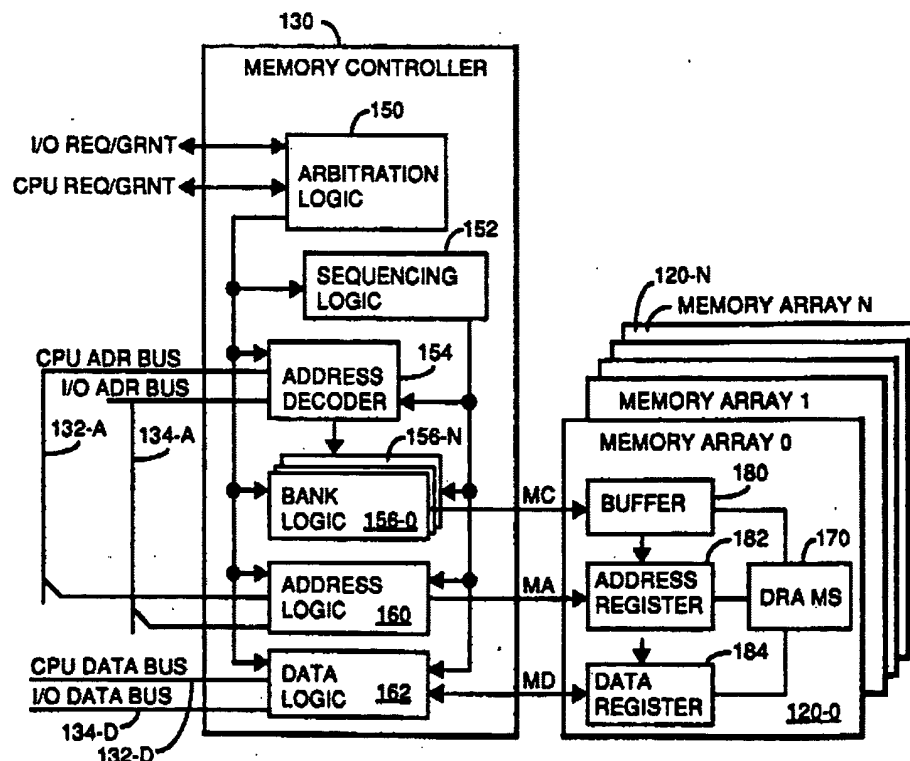 130
MEMORY CONTROLLER
150
I/O REQ/GRNT
CPU REQ/GRNT
ARBITRATION
LOGIC
152
SEQUENCING
LOGIC
120-N
MEMORY ARRAY N
CPU ADR BUS
I/O ADR BUS
154
ADDRESS
DECODER
132-A
134-A
156-N
MEMORY ARRAY 1
MEMORY ARRAY 0
BANK
LOGIC
156-0
MC
BUFFER
180
182
170
ADDRESS
LOGIC
160
MA
ADDRESS
REGISTER
DRA MS
CPU DATA BUS
I/O DATA BUS
DATA
LOGIC
162
MD
184
DATA
REGISTER
120-0
134-D
132-D